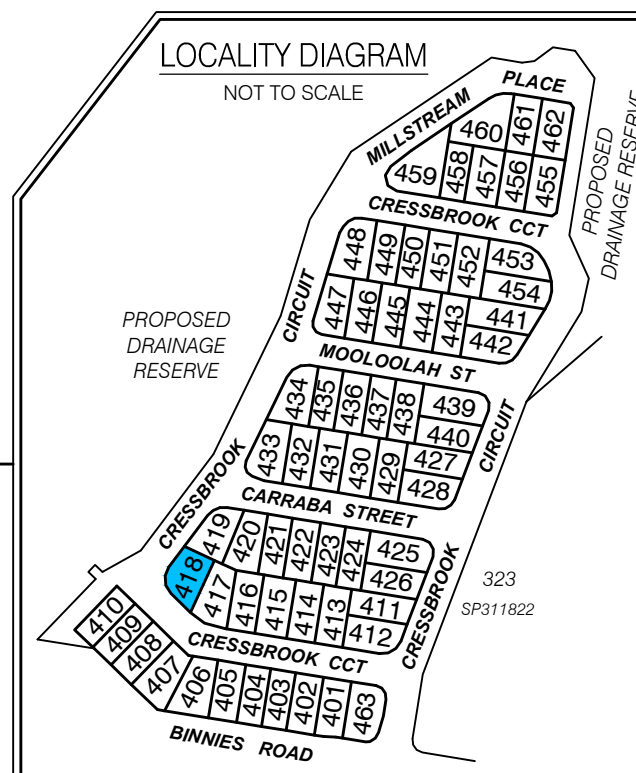 LOCALITY DIAGRAM
NOT TO SCALE
MILLSTREAM PLACE
460 461 462
459 458 457 456 455
PROPOSED
DRAINAGE RESERVE
CRESSBROOK CCT
448 449 450 451 452 453
454
447 446 445 444 443 441
442
CIRCUIT
PROPOSED
DRAINAGE
RESERVE
MOOLOOLAH ST
434 435 436 437 438 439
440
433 432 431 430 429 427
428
CIRCUIT
CRESSBROOK
CARRABA STREET
419 420 421 422 423 424 425
426
418 417 416 415 414 413 411
412
CRESSBROOK
323
SP311822
CRESSBROOK CCT
410
409
408
407
406 405 404 403 402 401 463
BINNIES ROAD